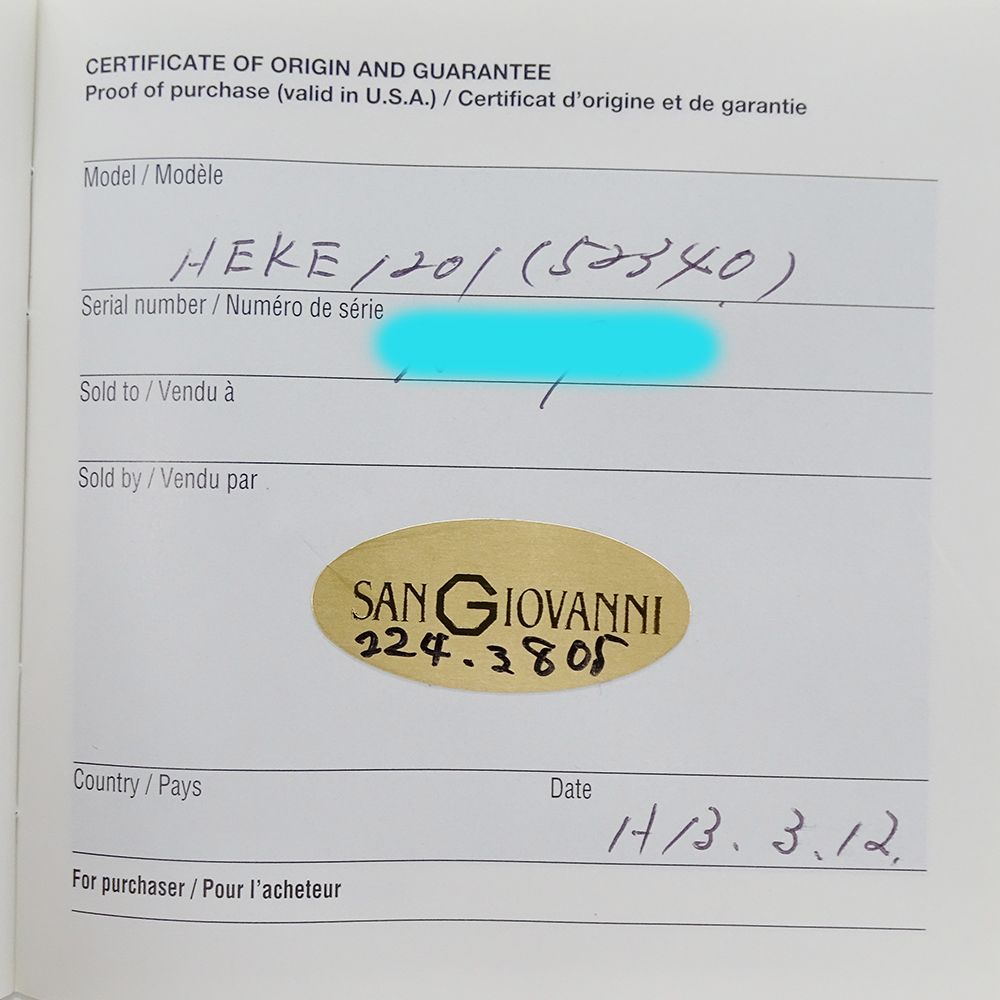 CERTIFICATE OF ORIGIN AND GUARANTEE
Proof of purchase (valid in U.S.A.) / Certificat d'origine et de garantie
Model / Modèle
HEKE 1201 (52340)
Serial number / Numéro de série
Sold to / Vendu à
Sold by / Vendu par
SAN GIOVANNI
224.3805
Country / Pays
Date
H13.3.12.
For purchaser / Pour l'acheteur